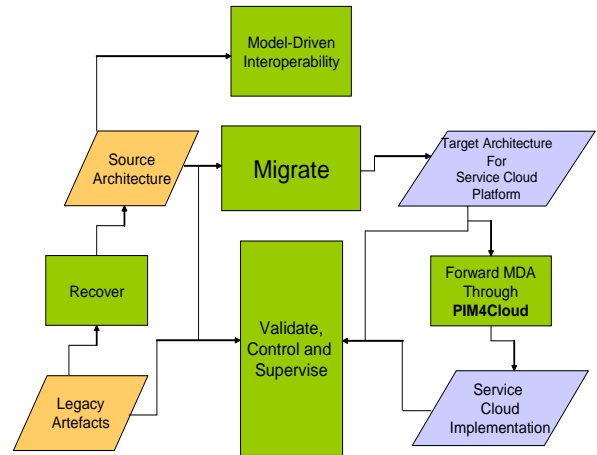 Model-Driven
Interoperability
Source
Architecture
Migrate
Target Architecture
For
Service Cloud
Platform
Recover
Validate,
Control and
Supervise
Forward MDA
Through
PIM4Cloud
Legacy
Artefacts
Service
Cloud
Implementation